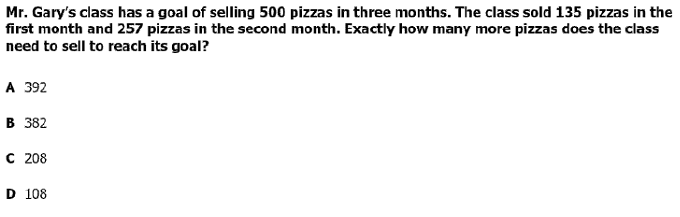 Mr. Gary's class has a goal of selling 500 pizzas in three months. The class sold 135 pizzas in the
first month and 257 pizzas in the second month. Exactly how many more pizzas does the class
need to sell to reach its goal?
A 392
B 382
C 208
D 108